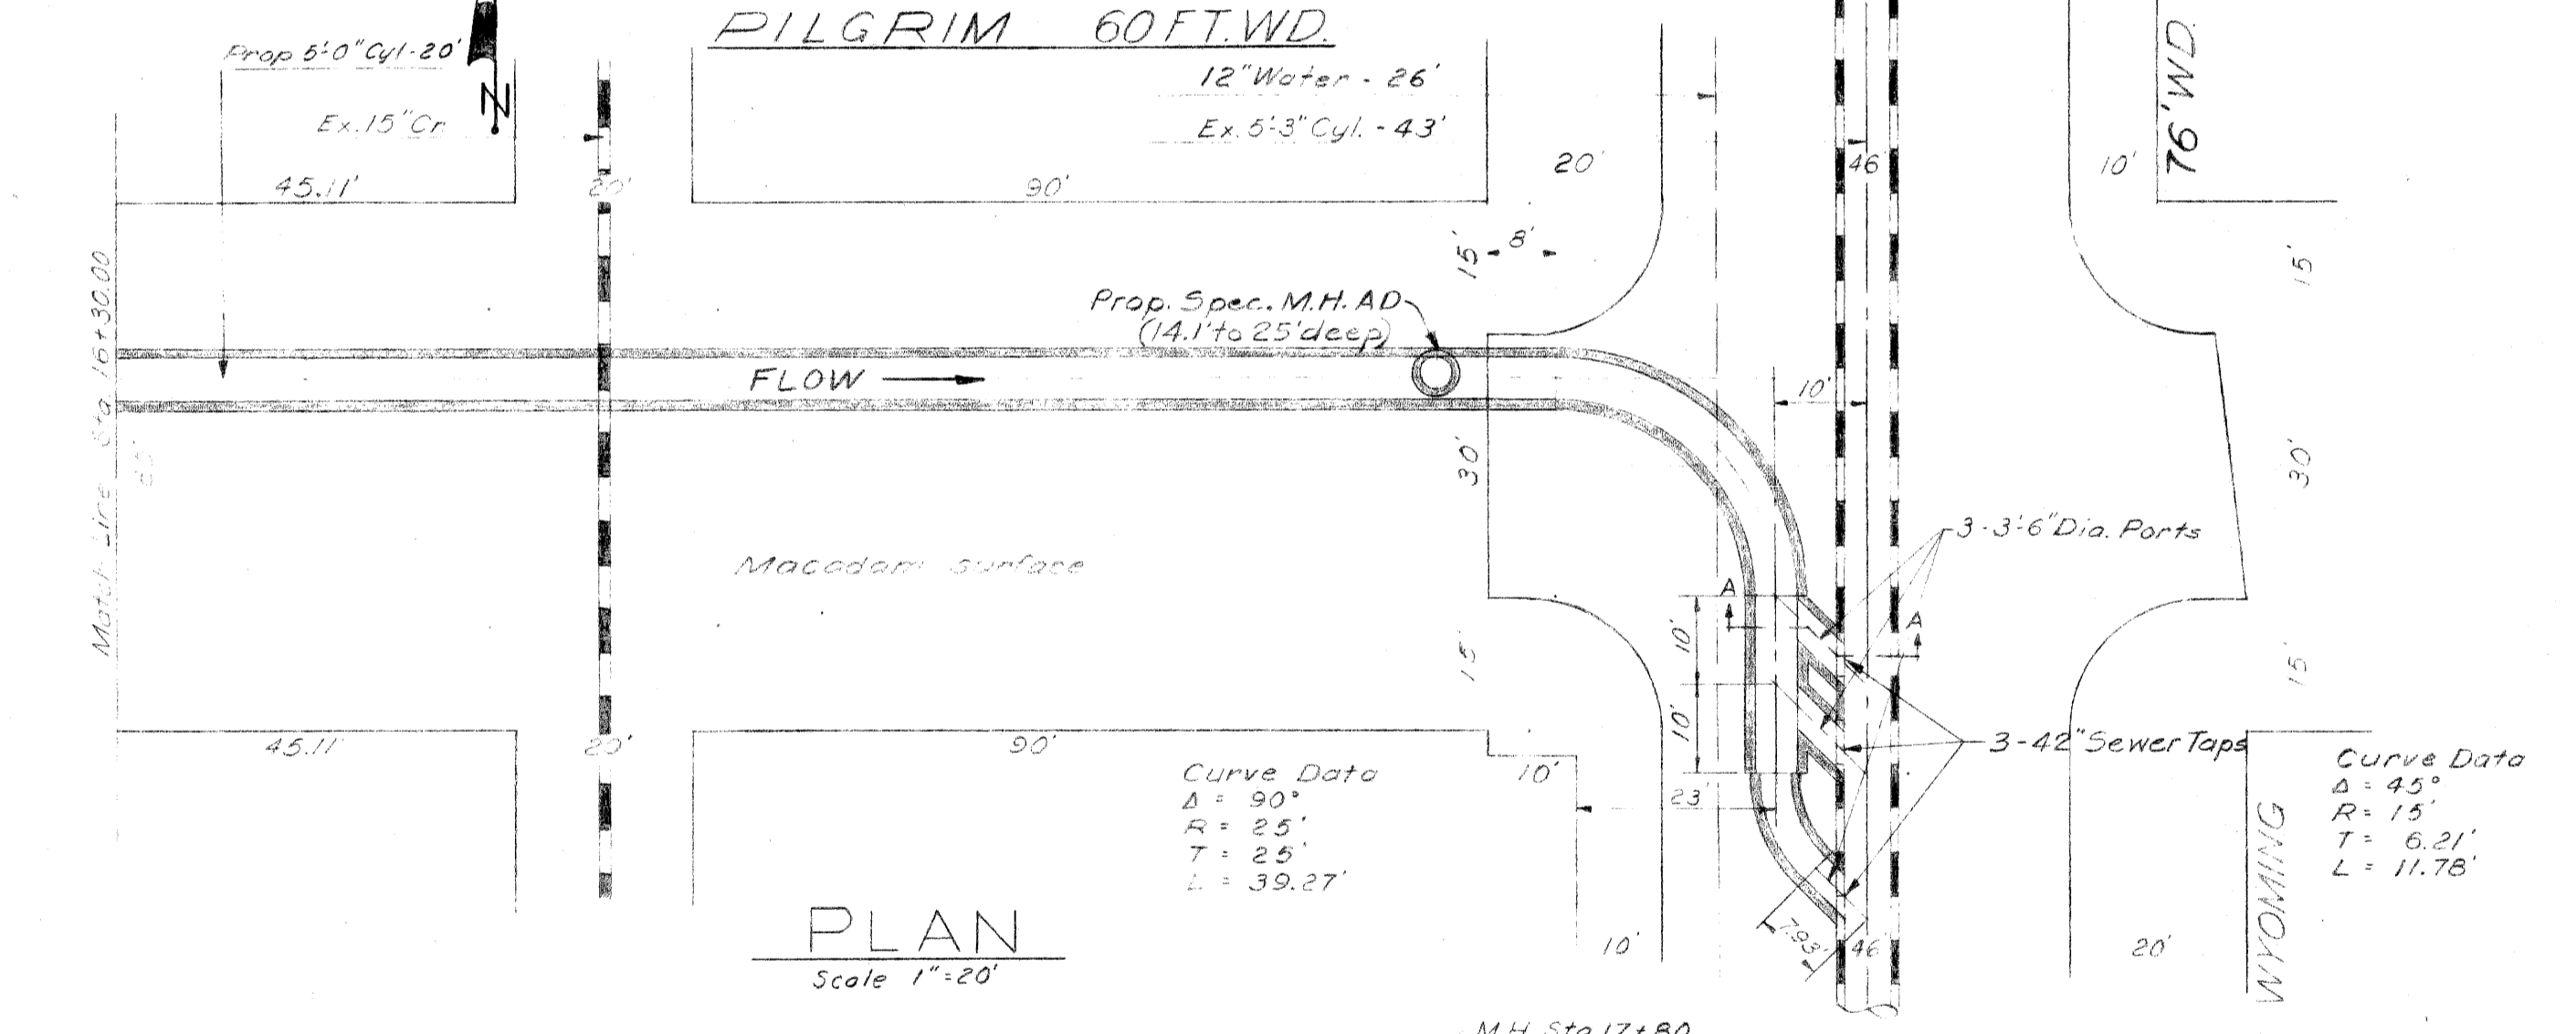 PILGRIM 60 FT. WD.
Prop 5'-0" Cyl-20'
N
12" Water - 26'
Ex. 15" Cr.
Ex. 5'-3" Cyl. - 43'
76' WD.
20'
46'
10'
45.11'
20'
90'
15'
8'
15'
Match Line Sta. 16+30.00
Prop. Spec. M.H. AD
(14.1' to 25' deep)
FLOW
10'
30'
30'
3-3'-6" Dia. Ports
Macadam surface
A
A
10'
15'
15'
10'
45.11'
20'
90'
10'
3-42" Sewer Taps
23'
Curve Data
Δ = 90°
R = 25'
T = 25'
L = 39.27'
Curve Data
Δ = 45°
R = 15'
T = 6.21'
L = 11.78'
WYOMING
PLAN
Scale 1"=20'
10'
7.93'
46'
20'
M.H. Sta. 17+80